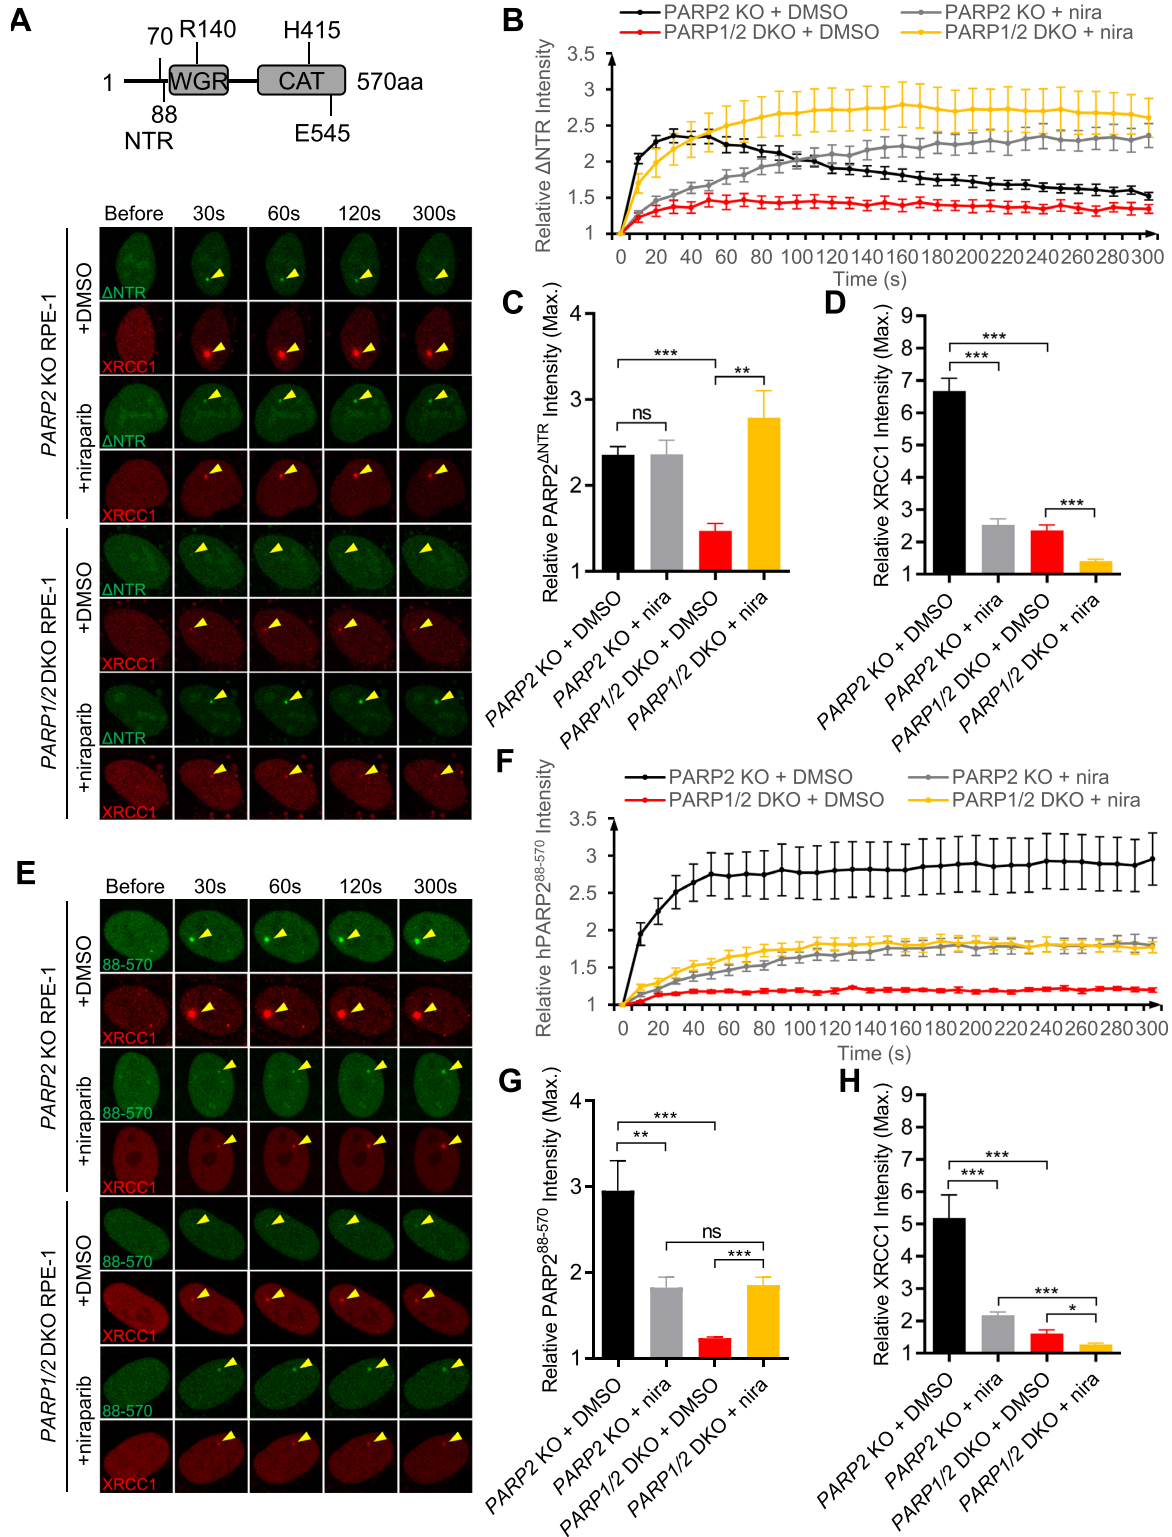 A
70 R140 H415
1 WGR CAT 570aa
88
NTR E545
Before 30s 60s 120s 300s
PARP2 KO RPE-1
+DMSO
ΔNTR
XRCC1
+niraparib
ΔNTR
XRCC1
PARP1/2 DKO RPE-1
+DMSO
ΔNTR
XRCC1
+niraparib
ΔNTR
XRCC1
B
PARP2 KO + DMSO PARP2 KO + nira
PARP1/2 DKO + DMSO PARP1/2 DKO + nira
Relative ΔNTR Intensity
3.5
3
2.5
2
1.5
1
0 20 40 60 80 100 120 140 160 180 200 220 240 260 280 300
Time (s)
C
Relative PARP2ΔNTR Intensity (Max.)
4
3
2
1
***
**
ns
PARP2 KO + DMSO
PARP2 KO + nira
PARP1/2 DKO + DMSO
PARP1/2 DKO + nira
D
Relative XRCC1 Intensity (Max.)
9
8
7
6
5
4
3
2
1
***
***
***
PARP2 KO + DMSO
PARP2 KO + nira
PARP1/2 DKO + DMSO
PARP1/2 DKO + nira
E
Before 30s 60s 120s 300s
PARP2 KO RPE-1
+DMSO
88-570
XRCC1
+niraparib
88-570
XRCC1
PARP1/2 DKO RPE-1
+DMSO
88-570
XRCC1
+niraparib
88-570
XRCC1
F
PARP2 KO + DMSO PARP2 KO + nira
PARP1/2 DKO + DMSO PARP1/2 DKO + nira
Relative hPARP288-570 Intensity
3.5
3
2.5
2
1.5
1
0 20 40 60 80 100 120 140 160 180 200 220 240 260 280 300
Time (s)
G
Relative PARP288-570 Intensity (Max.)
4
3
2
1
***
**
ns
***
PARP2 KO + DMSO
PARP2 KO + nira
PARP1/2 DKO + DMSO
PARP1/2 DKO + nira
H
Relative XRCC1 Intensity (Max.)
9
8
7
6
5
4
3
2
1
***
***
***
*
PARP2 KO + DMSO
PARP2 KO + nira
PARP1/2 DKO + DMSO
PARP1/2 DKO + nira